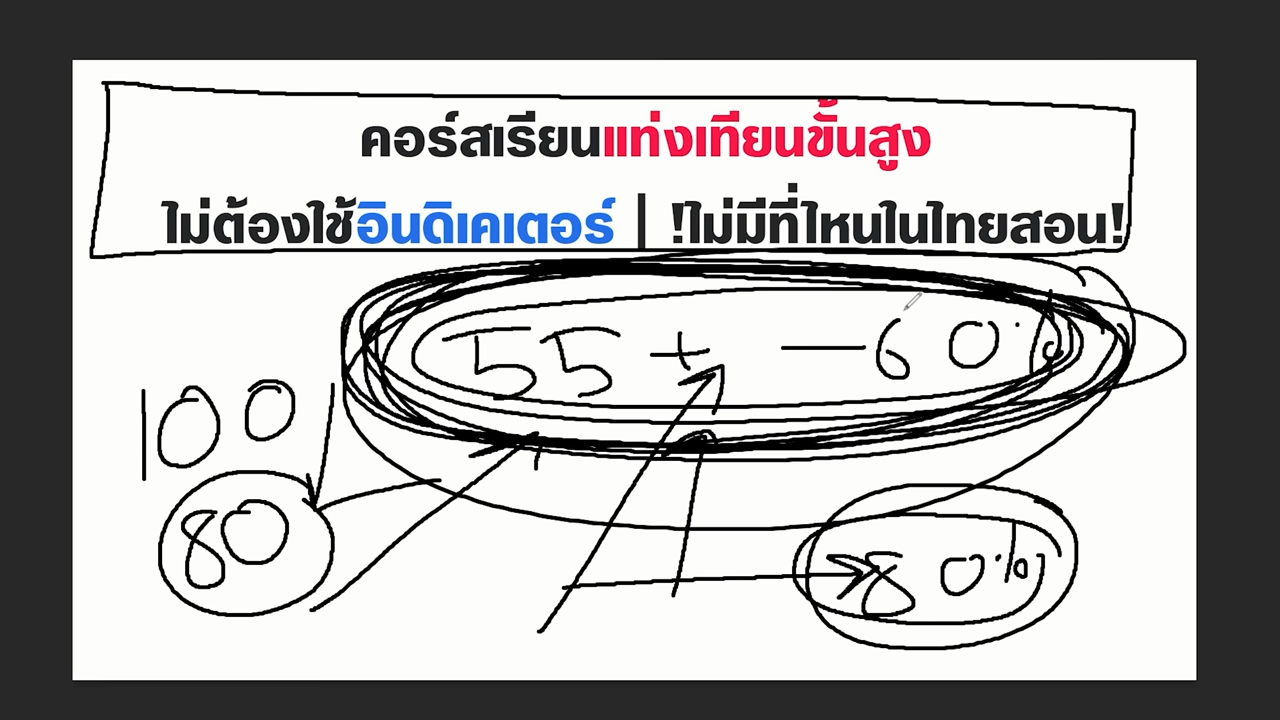 คอร์สเรียนแท่งเทียนขั้นสูง
ไม่ต้องใช้อินดิเคเตอร์ | !ไม่มีที่ไหนในไทยสอน!
55+ — 60%
100
80
80%